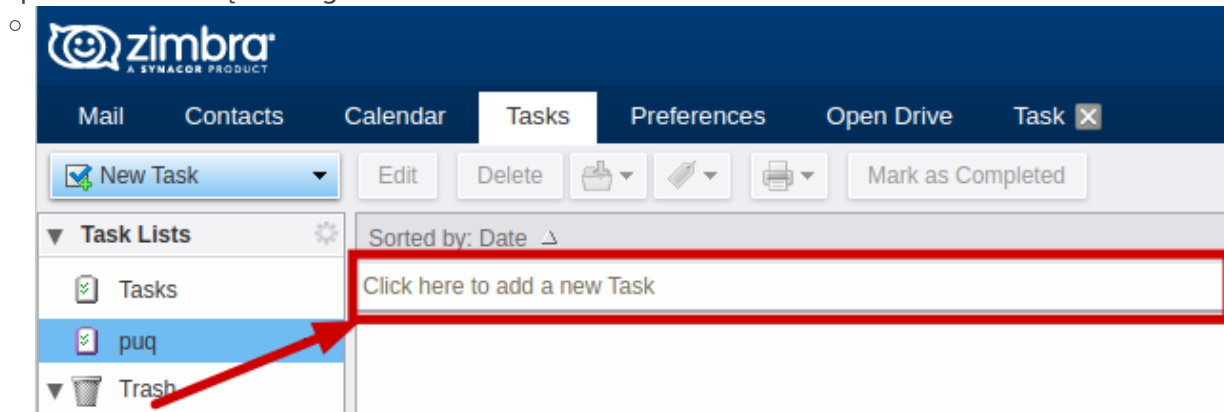 zimbra
A SYNACOR PRODUCT
Mail Contacts Calendar Tasks Preferences Open Drive Task
New Task Edit Delete Mark as Completed
Task Lists Sorted by: Date
Tasks Click here to add a new Task
puq
Trash